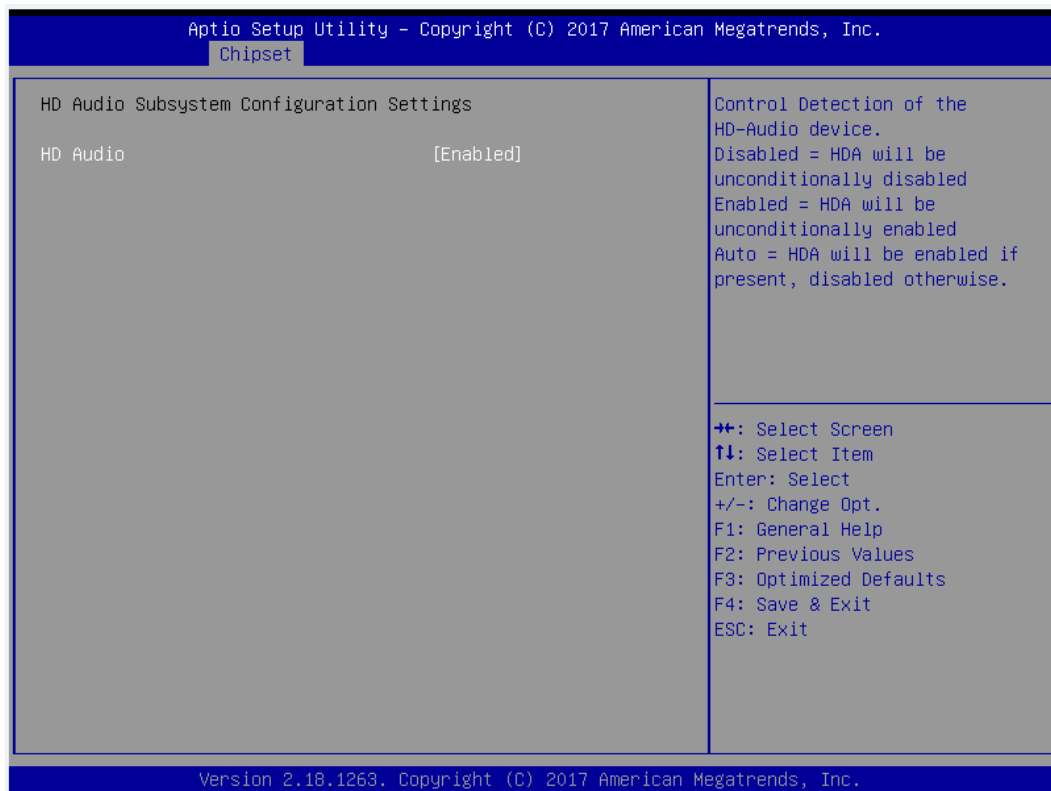 Aptio Setup Utility – Copyright (C) 2017 American Megatrends, Inc.
Chipset
HD Audio Subsystem Configuration Settings
HD Audio [Enabled]
Control Detection of the
HD-Audio device.
Disabled = HDA will be
unconditionally disabled
Enabled = HDA will be
unconditionally enabled
Auto = HDA will be enabled if
present, disabled otherwise.
→←: Select Screen
↑↓: Select Item
Enter: Select
+/-: Change Opt.
F1: General Help
F2: Previous Values
F3: Optimized Defaults
F4: Save & Exit
ESC: Exit
Version 2.18.1263. Copyright (C) 2017 American Megatrends, Inc.